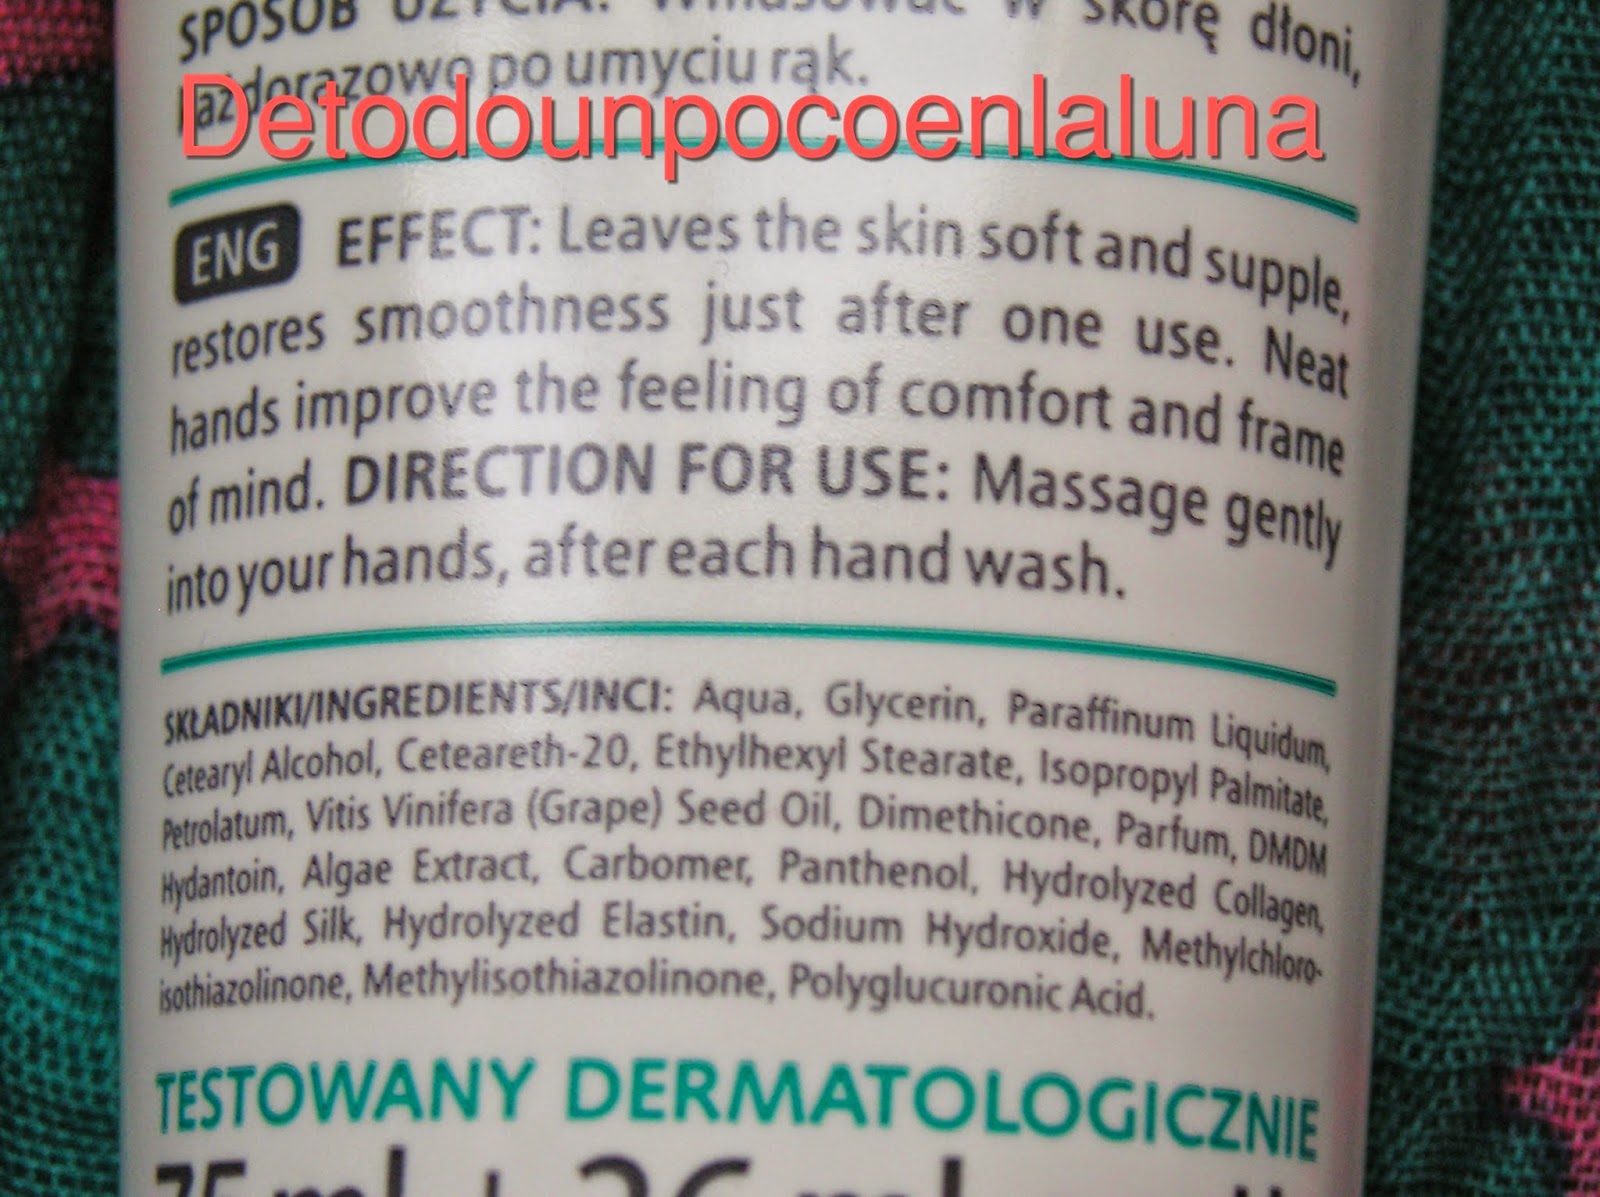 SPOSÓB UŻYCIA: Wmasować w skórę dłoni,
każdorazowo po umyciu rąk.
Detodounpocoenlaluna
ENG EFFECT: Leaves the skin soft and supple,
restores smoothness just after one use. Neat
hands improve the feeling of comfort and frame
of mind. DIRECTION FOR USE: Massage gently
into your hands, after each hand wash.
SKŁADNIKI/INGREDIENTS/INCI: Aqua, Glycerin, Paraffinum Liquidum,
Cetearyl Alcohol, Ceteareth-20, Ethylhexyl Stearate, Isopropyl Palmitate,
Petrolatum, Vitis Vinifera (Grape) Seed Oil, Dimethicone, Parfum, DMDM
Hydantoin, Algae Extract, Carbomer, Panthenol, Hydrolyzed Collagen,
Hydrolyzed Silk, Hydrolyzed Elastin, Sodium Hydroxide, Methylchloro-
isothiazolinone, Methylisothiazolinone, Polyglucuronic Acid.
TESTOWANY DERMATOLOGICZNIE
75 ml + 26 ml